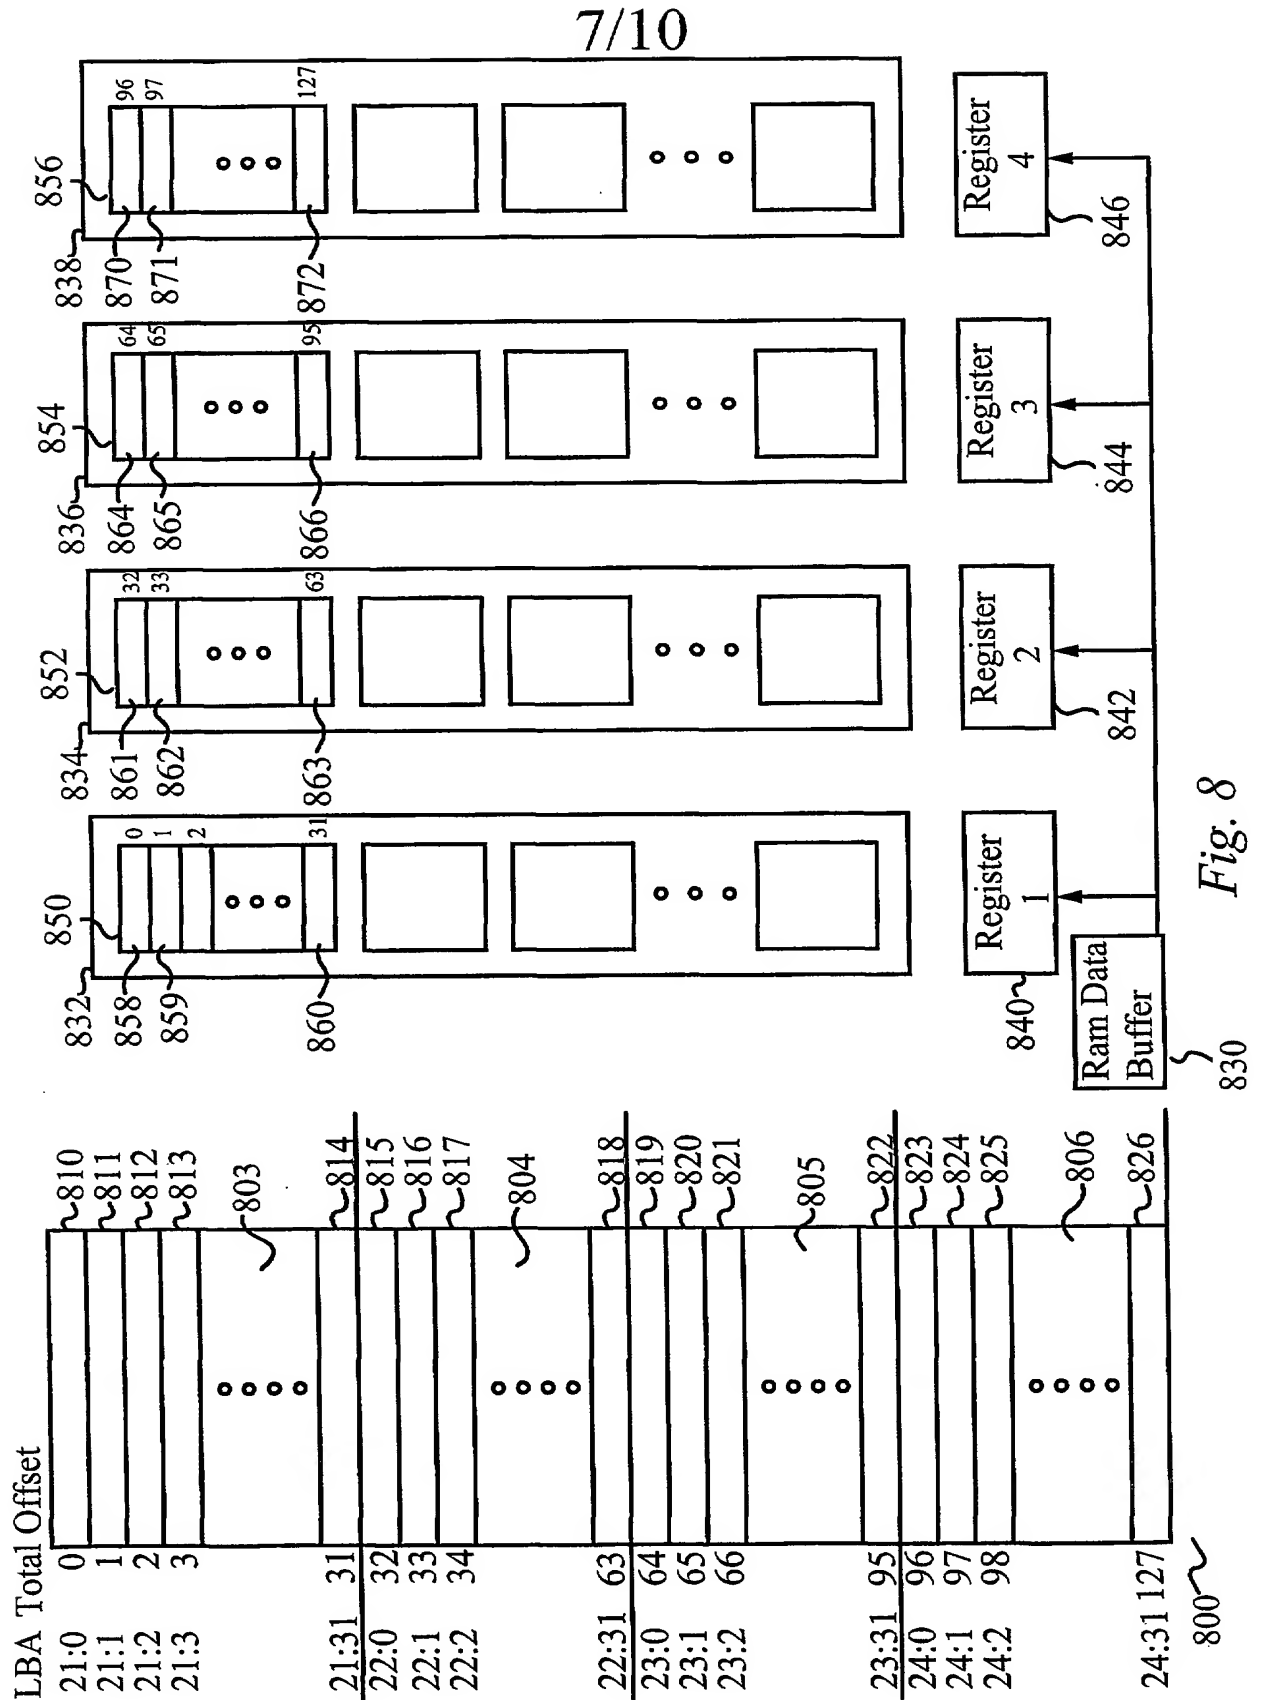 7/10
LBA Total Offset
21:0 0 810
21:1 1 811
21:2 2 812
21:3 3 813
803
21:31 31 814
22:0 32 815
22:1 33 816
22:2 34 817
804
22:31 63 818
23:0 64 819
23:1 65 820
23:2 66 821
805
23:31 95 822
24:0 96 823
24:1 97 824
24:2 98 825
806
24:31 127 826
800
832
850
858
0
859
1
2
860
31
834
852
861
32
862
33
863
63
836
854
864
64
865
65
866
95
838
856
870
96
871
97
872
127
Register
1
840
Register
2
842
Register
3
844
Register
4
846
Ram Data
Buffer
830
Fig. 8